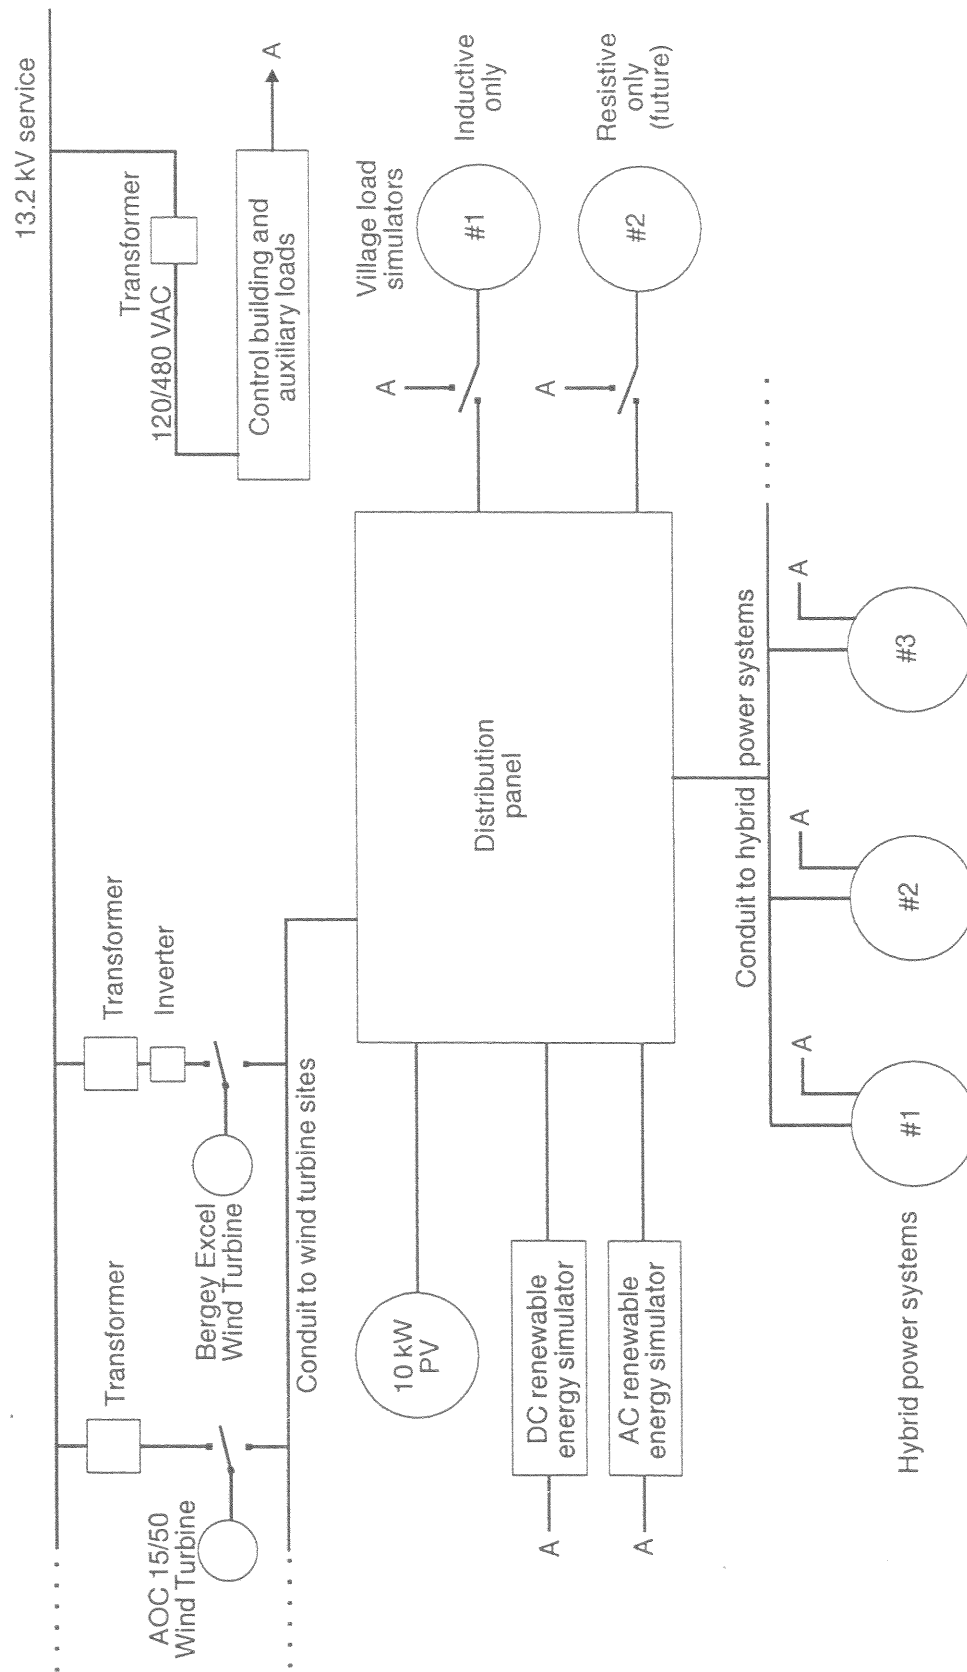 13.2 kV service
Transformer
120/480 VAC
Control building and
auxiliary loads
A
Transformer
Inverter
Bergey Excel
Wind Turbine
Transformer
AOC 15/50
Wind Turbine
Conduit to wind turbine sites
Village load
simulators
A
#1
Inductive
only
A
#2
Resistive
only
(future)
Distribution
panel
10 kW
PV
A
DC renewable
energy simulator
A
AC renewable
energy simulator
Conduit to hybrid power systems
Hybrid power systems
A
#1
A
#2
A
#3